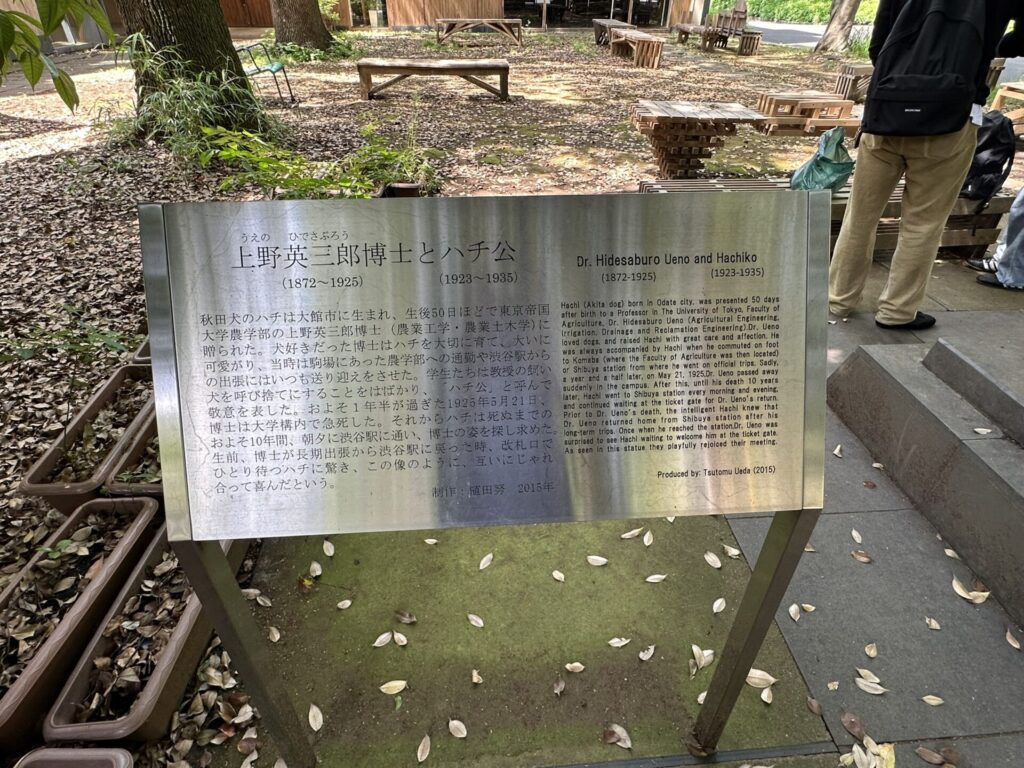 うえの ひでさぶろう
上野英三郎博士とハチ公
(1872〜1925) (1923〜1935)
秋田犬のハチは大館市に生まれ、生後50日ほどで東京帝国
大学農学部の上野英三郎博士（農業工学・農業土木学）に
贈られた。犬好きだった博士はハチを大切に育て、大いに
可愛がり、当時は駒場にあった農学部への通勤や渋谷駅から
の出張にはいつも送り迎えをさせた。学生たちは教授の飼い
犬を呼び捨てにすることをはばかり、「ハチ公」と呼んで
敬意を表した。およそ1年半が過ぎた1925年5月21日、
博士は大学構内で急死した。それからハチは死ぬまでの
およそ10年間、朝夕に渋谷駅に通い、博士の姿を探し求めた。
生前、博士が長期出張から渋谷駅に戻った時、改札口で
ひとり待つハチに驚き、この像のように、互いにじゃれ
合って喜んだという。
制作：植田努 2015年
Dr. Hidesaburo Ueno and Hachiko
(1872-1925) (1923-1935)
Hachi (Akita dog) born in Odate city, was presented 50 days
after birth to a Professor in The University of Tokyo, Faculty of
Agriculture, Dr. Hidesaburo Ueno (Agricultural Engineering,
Irrigation, Drainage and Reclamation Engineering).Dr. Ueno
loved dogs, and raised Hachi with great care and affection. He
was always accompanied by Hachi when he commuted on foot
to Komaba (where the Faculty of Agriculture was then located)
or Shibuya station from where he went on official trips. Sadly,
a year and a half later, on May 21, 1925,Dr. Ueno passed away
suddenly in the campus. After this, until his death 10 years
later, Hachi went to Shibuya station every morning and evening,
and continued waiting at the ticket gate for Dr. Ueno's return.
Prior to Dr. Ueno's death, the intelligent Hachi knew that
Dr. Ueno returned home from Shibuya station after his
long-term trips. Once when he reached the station,Dr. Ueno was
surprised to see Hachi waiting to welcome him at the ticket gate.
As seen in this statue they playfully rejoiced their meeting.
Produced by: Tsutomu Ueda (2015)